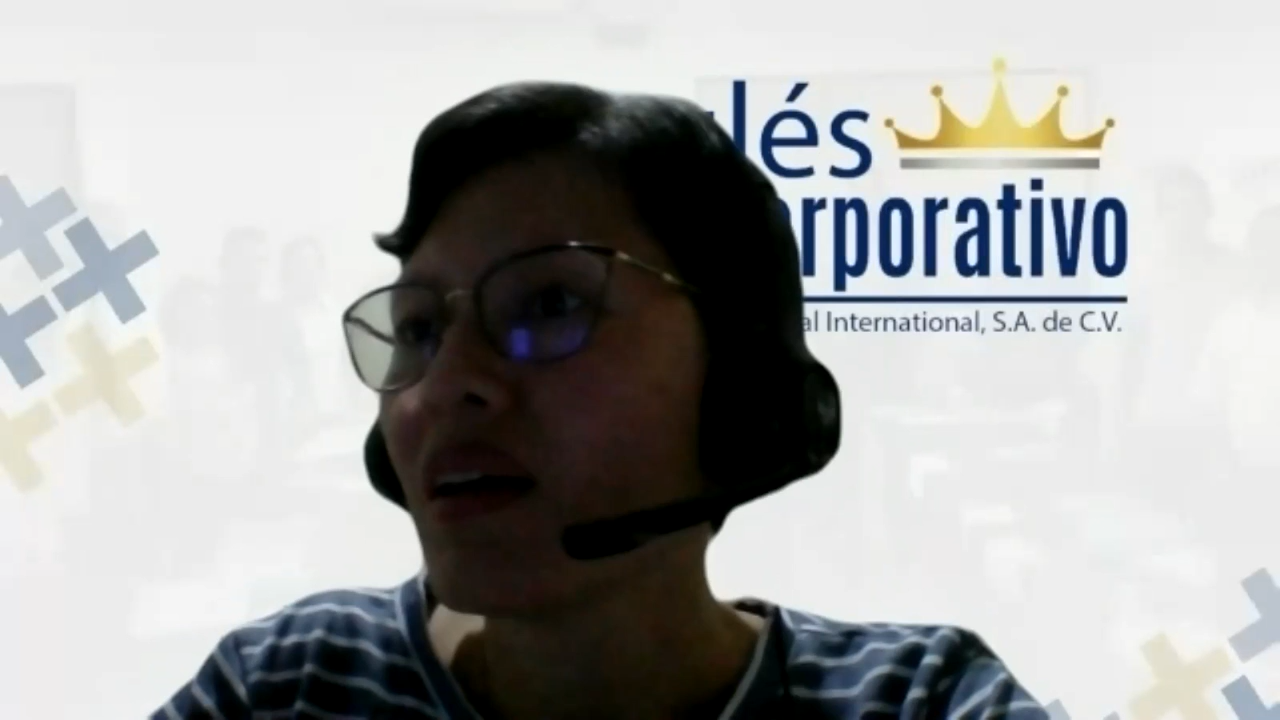 lés
rporativo
al International, S.A. de C.V.